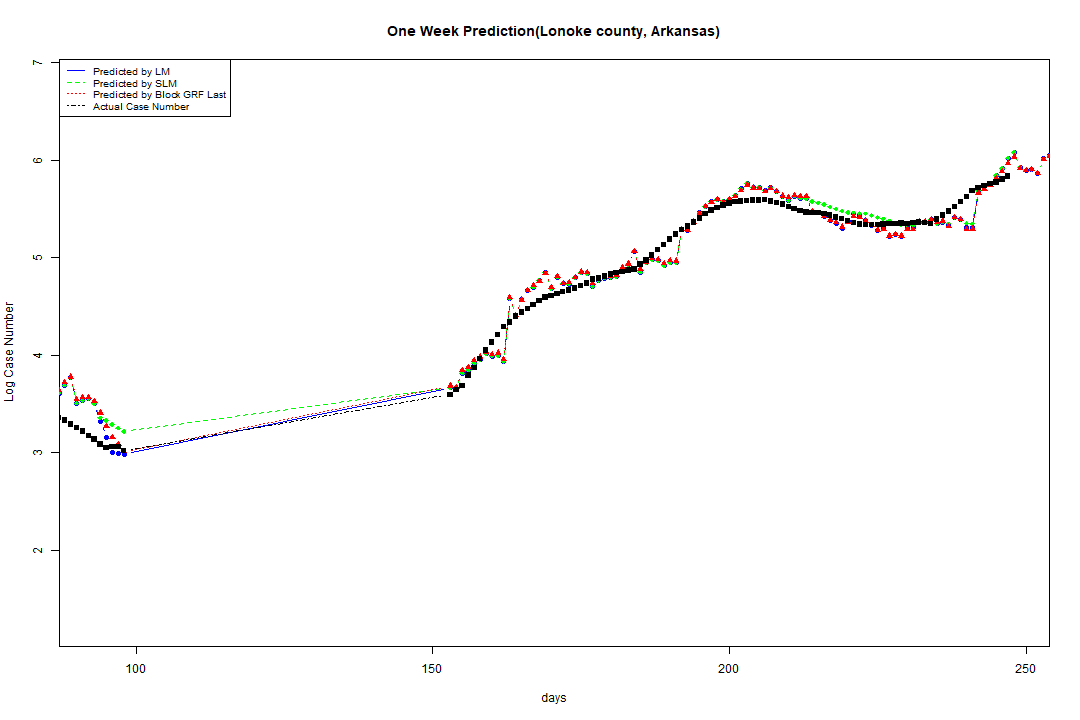 One Week Prediction(Lonoke county, Arkansas)
Predicted by LM
Predicted by SLM
Predicted by Block GRF Last
Actual Case Number
7
6
5
4
3
2
Log Case Number
100
150
200
250
days